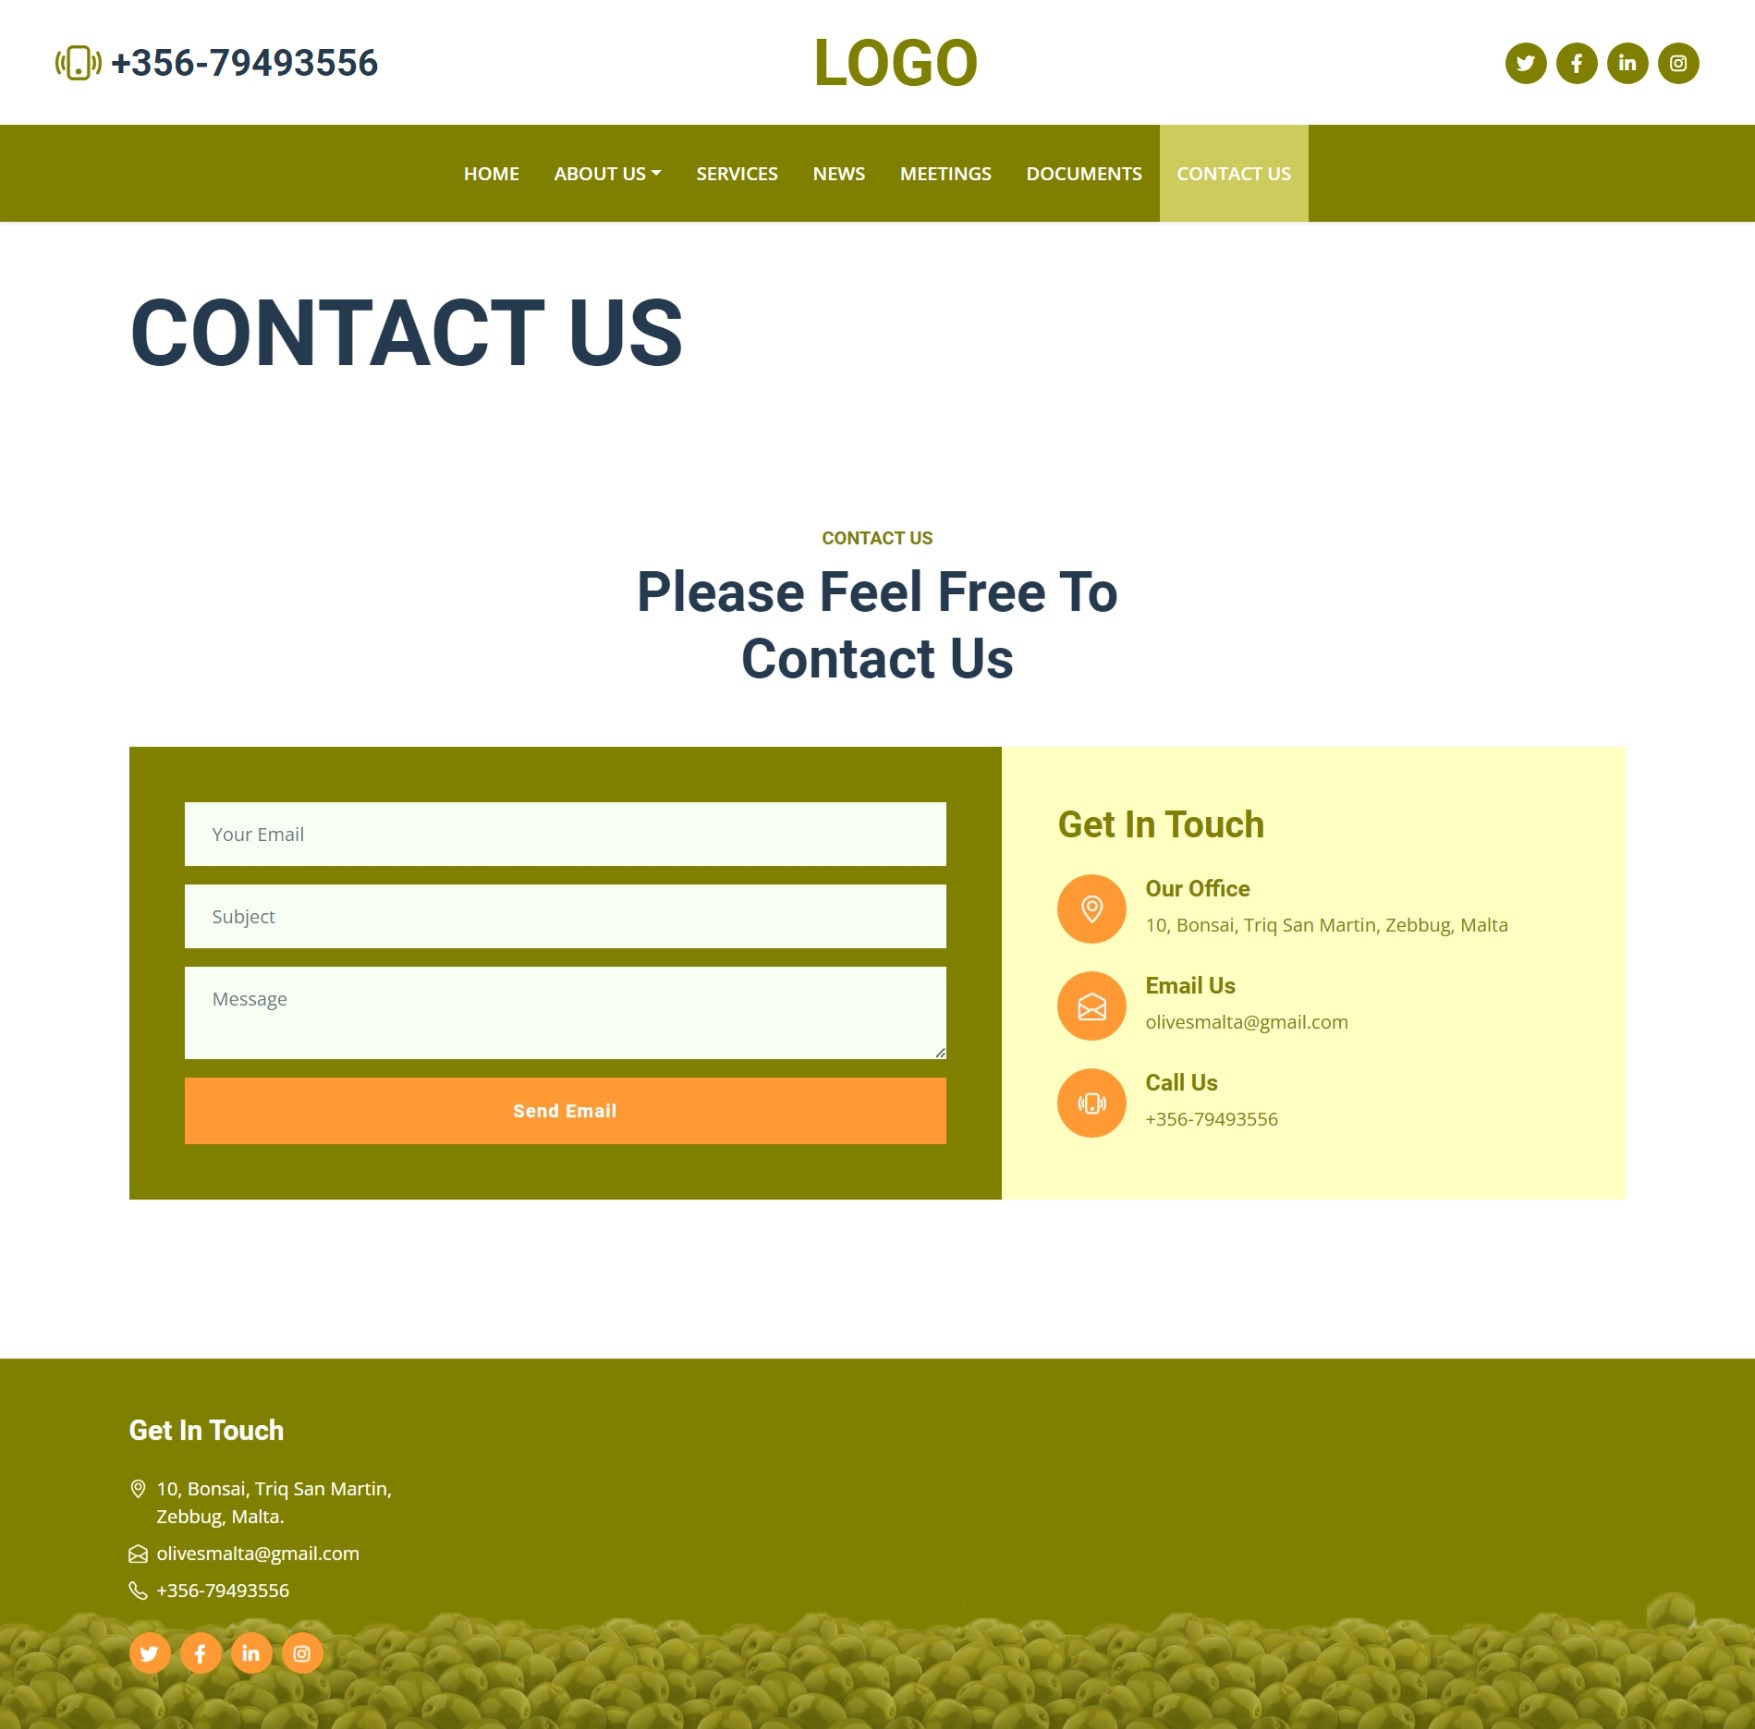 +356-79493556
LOGO
HOME ABOUT US SERVICES NEWS MEETINGS DOCUMENTS CONTACT US
CONTACT US
CONTACT US
Please Feel Free To
Contact Us
Your Email
Subject
Message
Send Email
Get In Touch
Our Office
10, Bonsai, Triq San Martin, Zebbug, Malta
Email Us
olivesmalta@gmail.com
Call Us
+356-79493556
Get In Touch
10, Bonsai, Triq San Martin,
Zebbug, Malta.
olivesmalta@gmail.com
+356-79493556